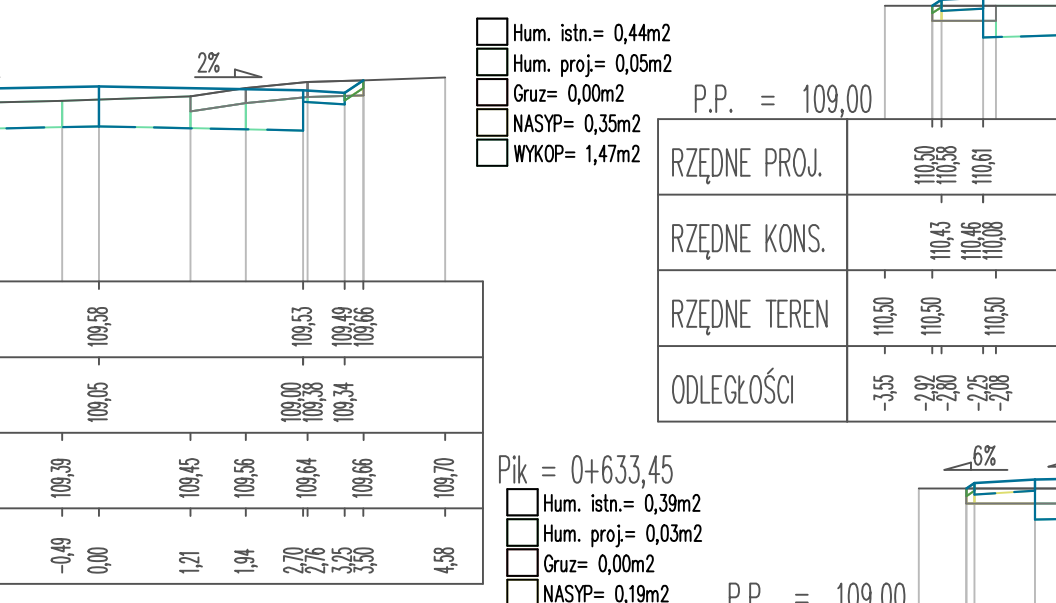 2%
109,58 109,53 109,49 109,66
109,05 109,00 109,38 109,34
109,39 109,45 109,56 109,64 109,66 109,70
-0,49 0,00 1,21 1,94 2,70 2,76 3,25 3,50 4,58
Hum. istn.= 0,44m2
Hum. proj.= 0,05m2
Gruz= 0,00m2
NASYP= 0,35m2
WYKOP= 1,47m2
P.P. = 109,00
RZĘDNE PROJ. 110,50 110,58 110,61
RZĘDNE KONS. 110,43 110,46 110,08
RZĘDNE TEREN 110,50 110,50 110,50
ODLEGŁOŚCI -3,55 -2,92 -2,80 -2,25 -2,08
Pik = 0+633,45
Hum. istn.= 0,39m2
Hum. proj.= 0,03m2
Gruz= 0,00m2
NASYP= 0,19m2
6%
P.P. = 109,00